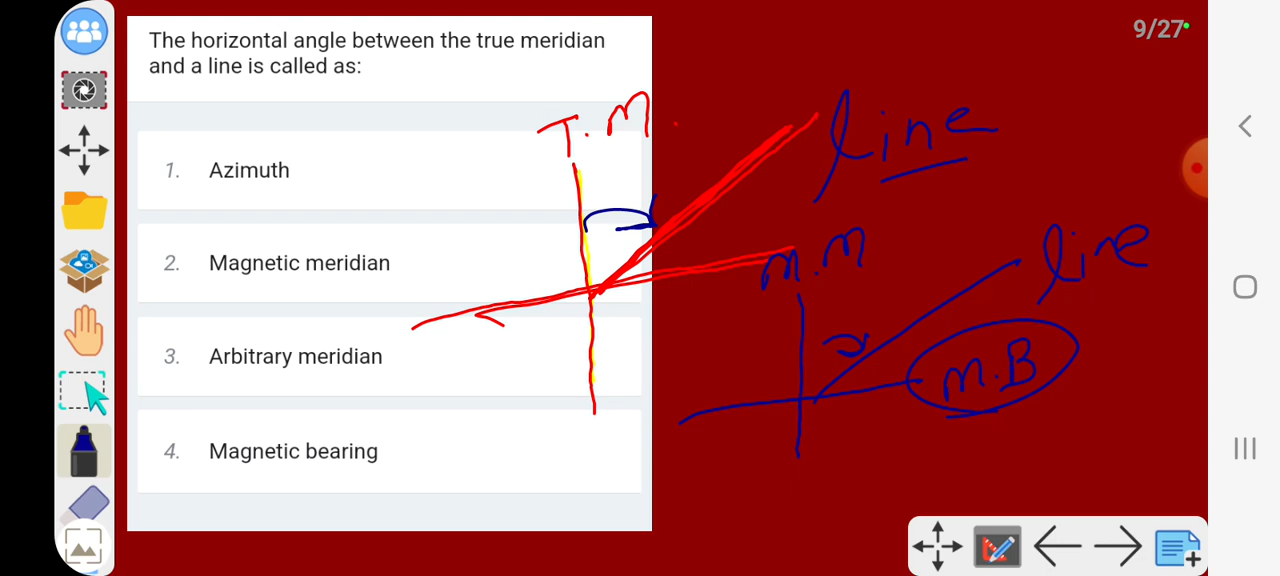 9/27
The horizontal angle between the true meridian
and a line is called as:
T.M.
line
1. Azimuth
2. Magnetic meridian
m.m
line
3. Arbitrary meridian
m.B
4. Magnetic bearing